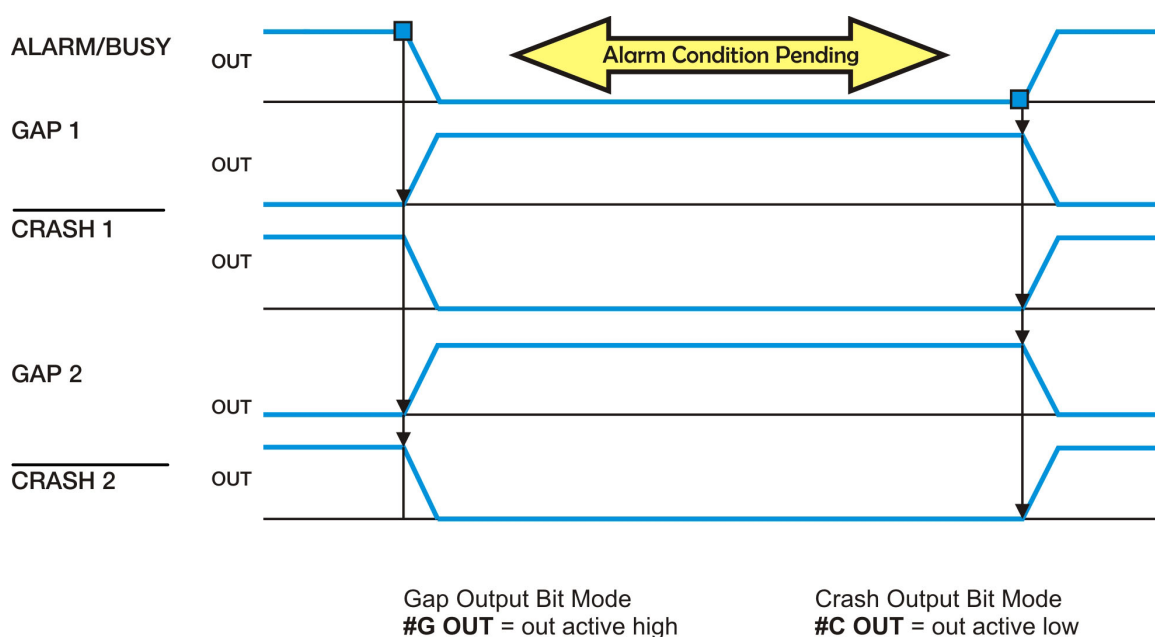 ALARM/BUSY
OUT
Alarm Condition Pending
GAP 1
OUT
CRASH 1
OUT
GAP 2
OUT
CRASH 2
OUT
Gap Output Bit Mode
#G OUT = out active high
Crash Output Bit Mode
#C OUT = out active low